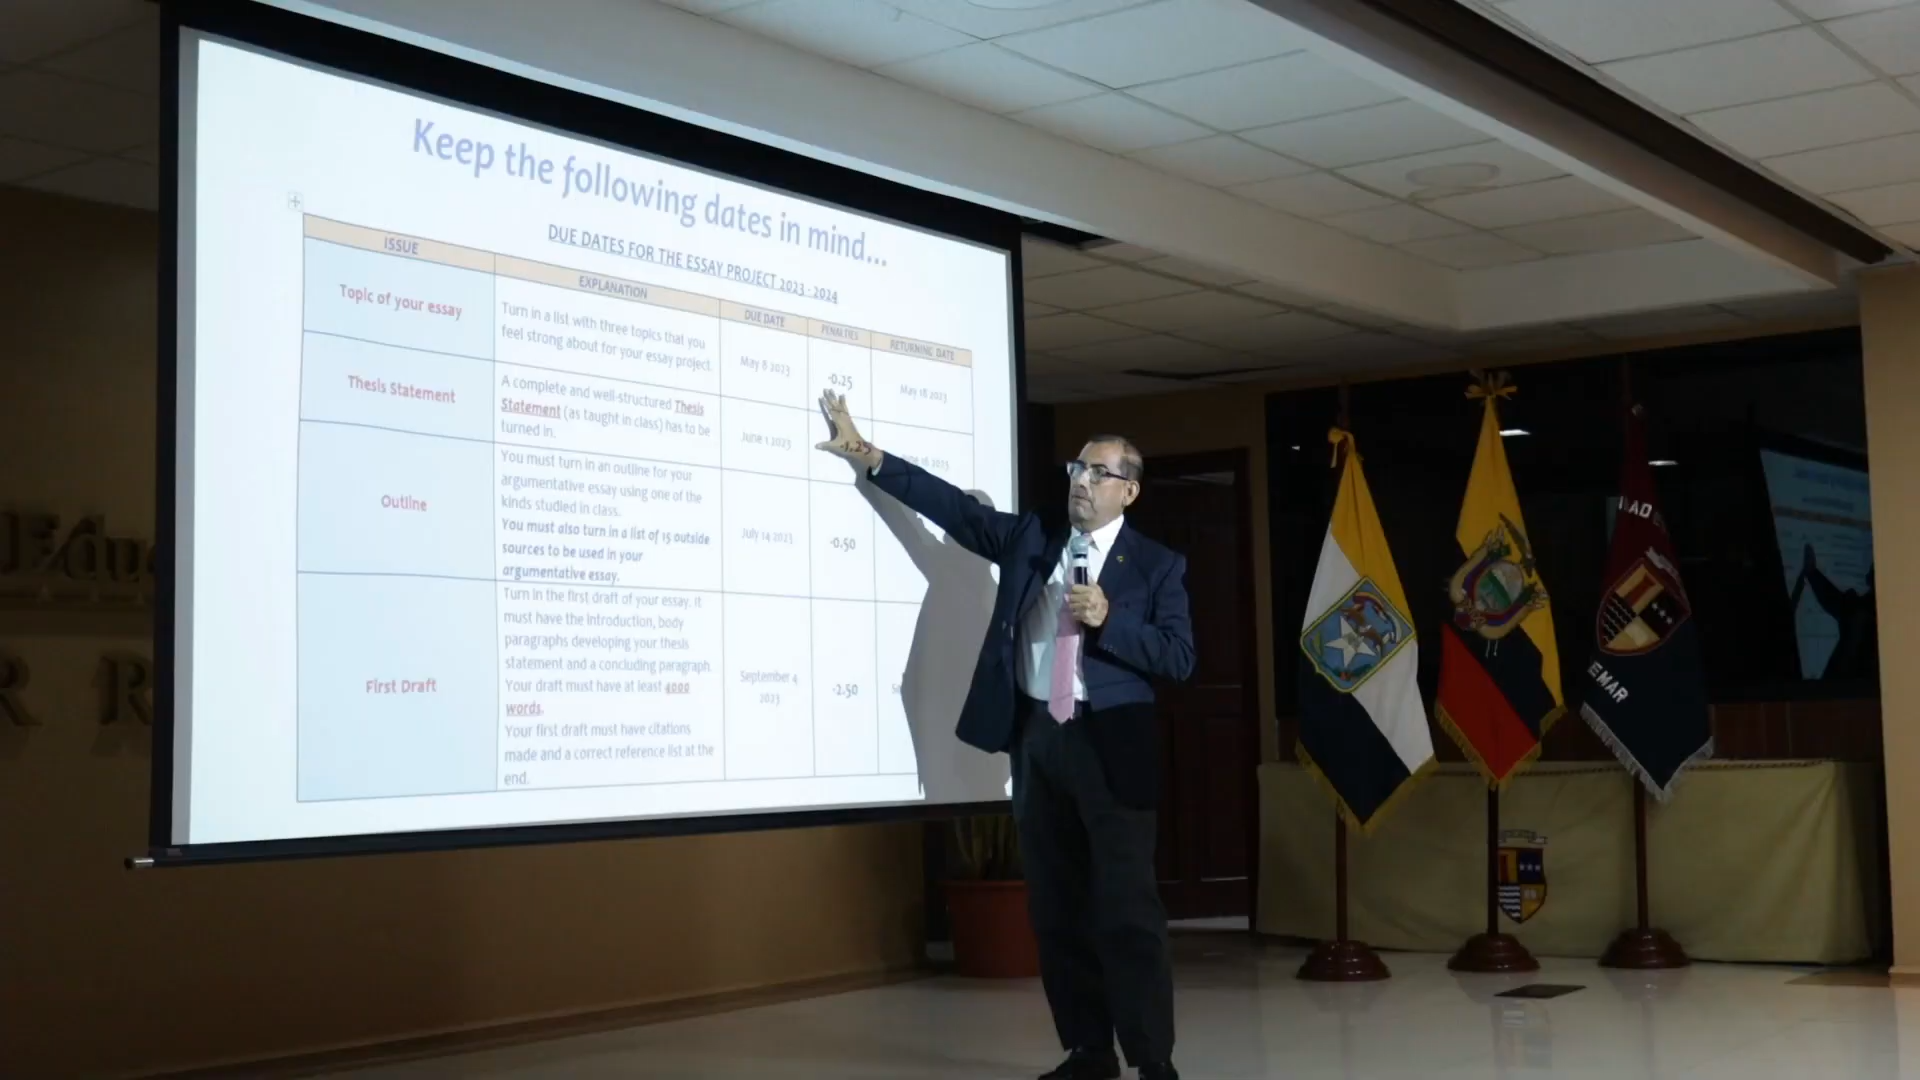 Keep the following dates in mind...
DUE DATES FOR THE ESSAY PROJECT 2023 - 2024
ISSUE
EXPLANATION
DUE DATE
PENALTIES
RETURNING DATE
Topic of your essay
Turn in a list with three topics that you
feel strong about for your essay project.
May 8 2023
-0.25
May 18 2023
Thesis Statement
A complete and well-structured Thesis
Statement (as taught in class) has to be
turned in.
June 1 2023
-1.25
June 16 2023
Outline
You must turn in an outline for your
argumentative essay using one of the
kinds studied in class.
You must also turn in a list of 15 outside
sources to be used in your
argumentative essay.
July 14 2023
-0.50
First Draft
Turn in the first draft of your essay. It
must have the introduction, body
paragraphs developing your thesis
statement and a concluding paragraph.
Your draft must have at least 4000
words.
Your first draft must have citations
made and a correct reference list at the
end.
September 4
2023
-2.50
EMAR